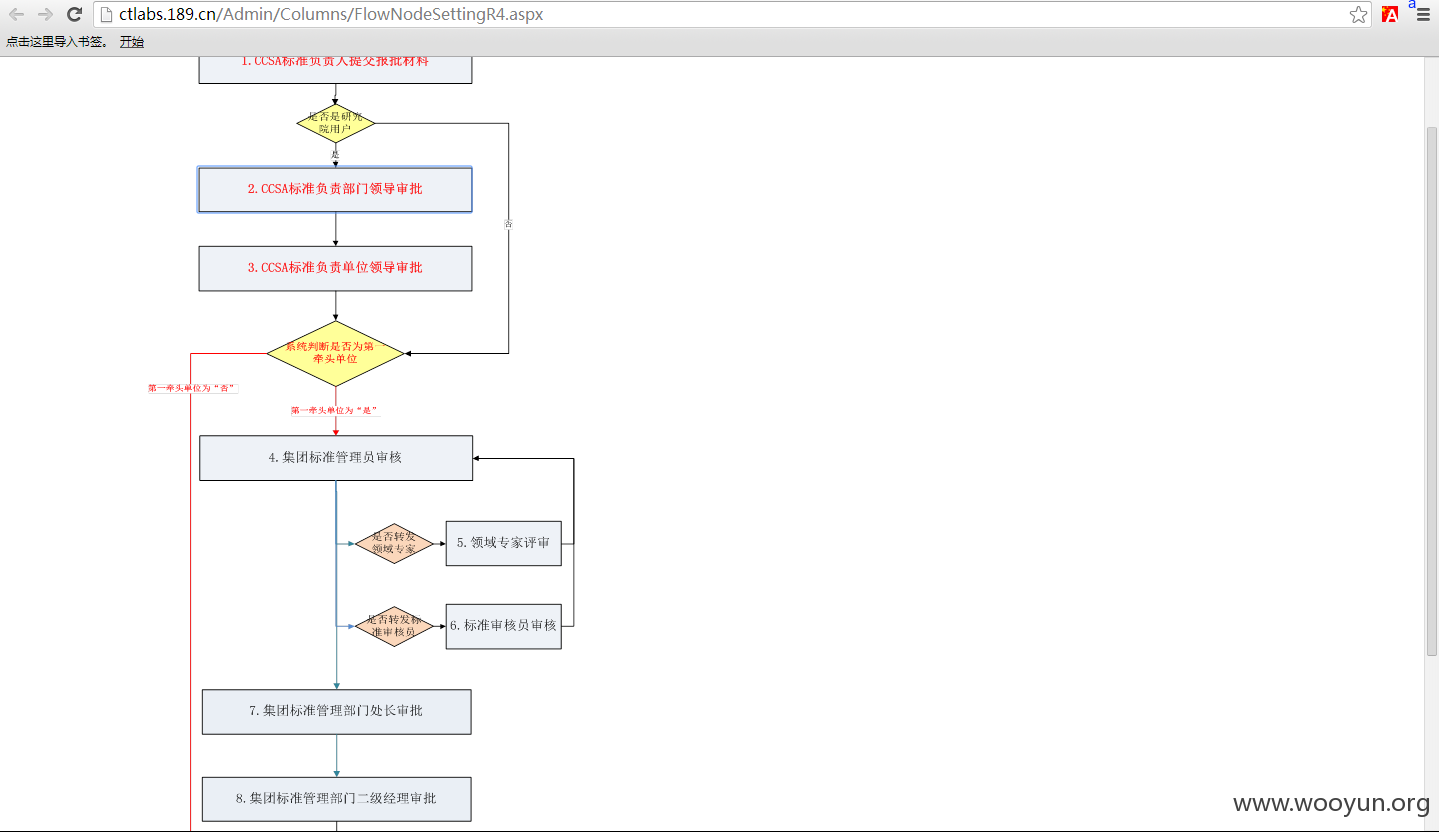 a
ctlabs.189.cn/Admin/Columns/FlowNodeSettingR4.aspx
点击这里导入书签。 开始
1.CCSA标准负责人提交报批材料
是否是研究
院用户
是
2.CCSA标准负责部门领导审批
否
3.CCSA标准负责单位领导审批
系统判断是否为第一
牵头单位
第一牵头单位为“否”
第一牵头单位为“是”
4.集团标准管理员审核
是否转发
领域专家
5.领域专家评审
是否转发标
准审核员
6.标准审核员审核
7.集团标准管理部门处长审批
8.集团标准管理部门二级经理审批
www.wooyun.org